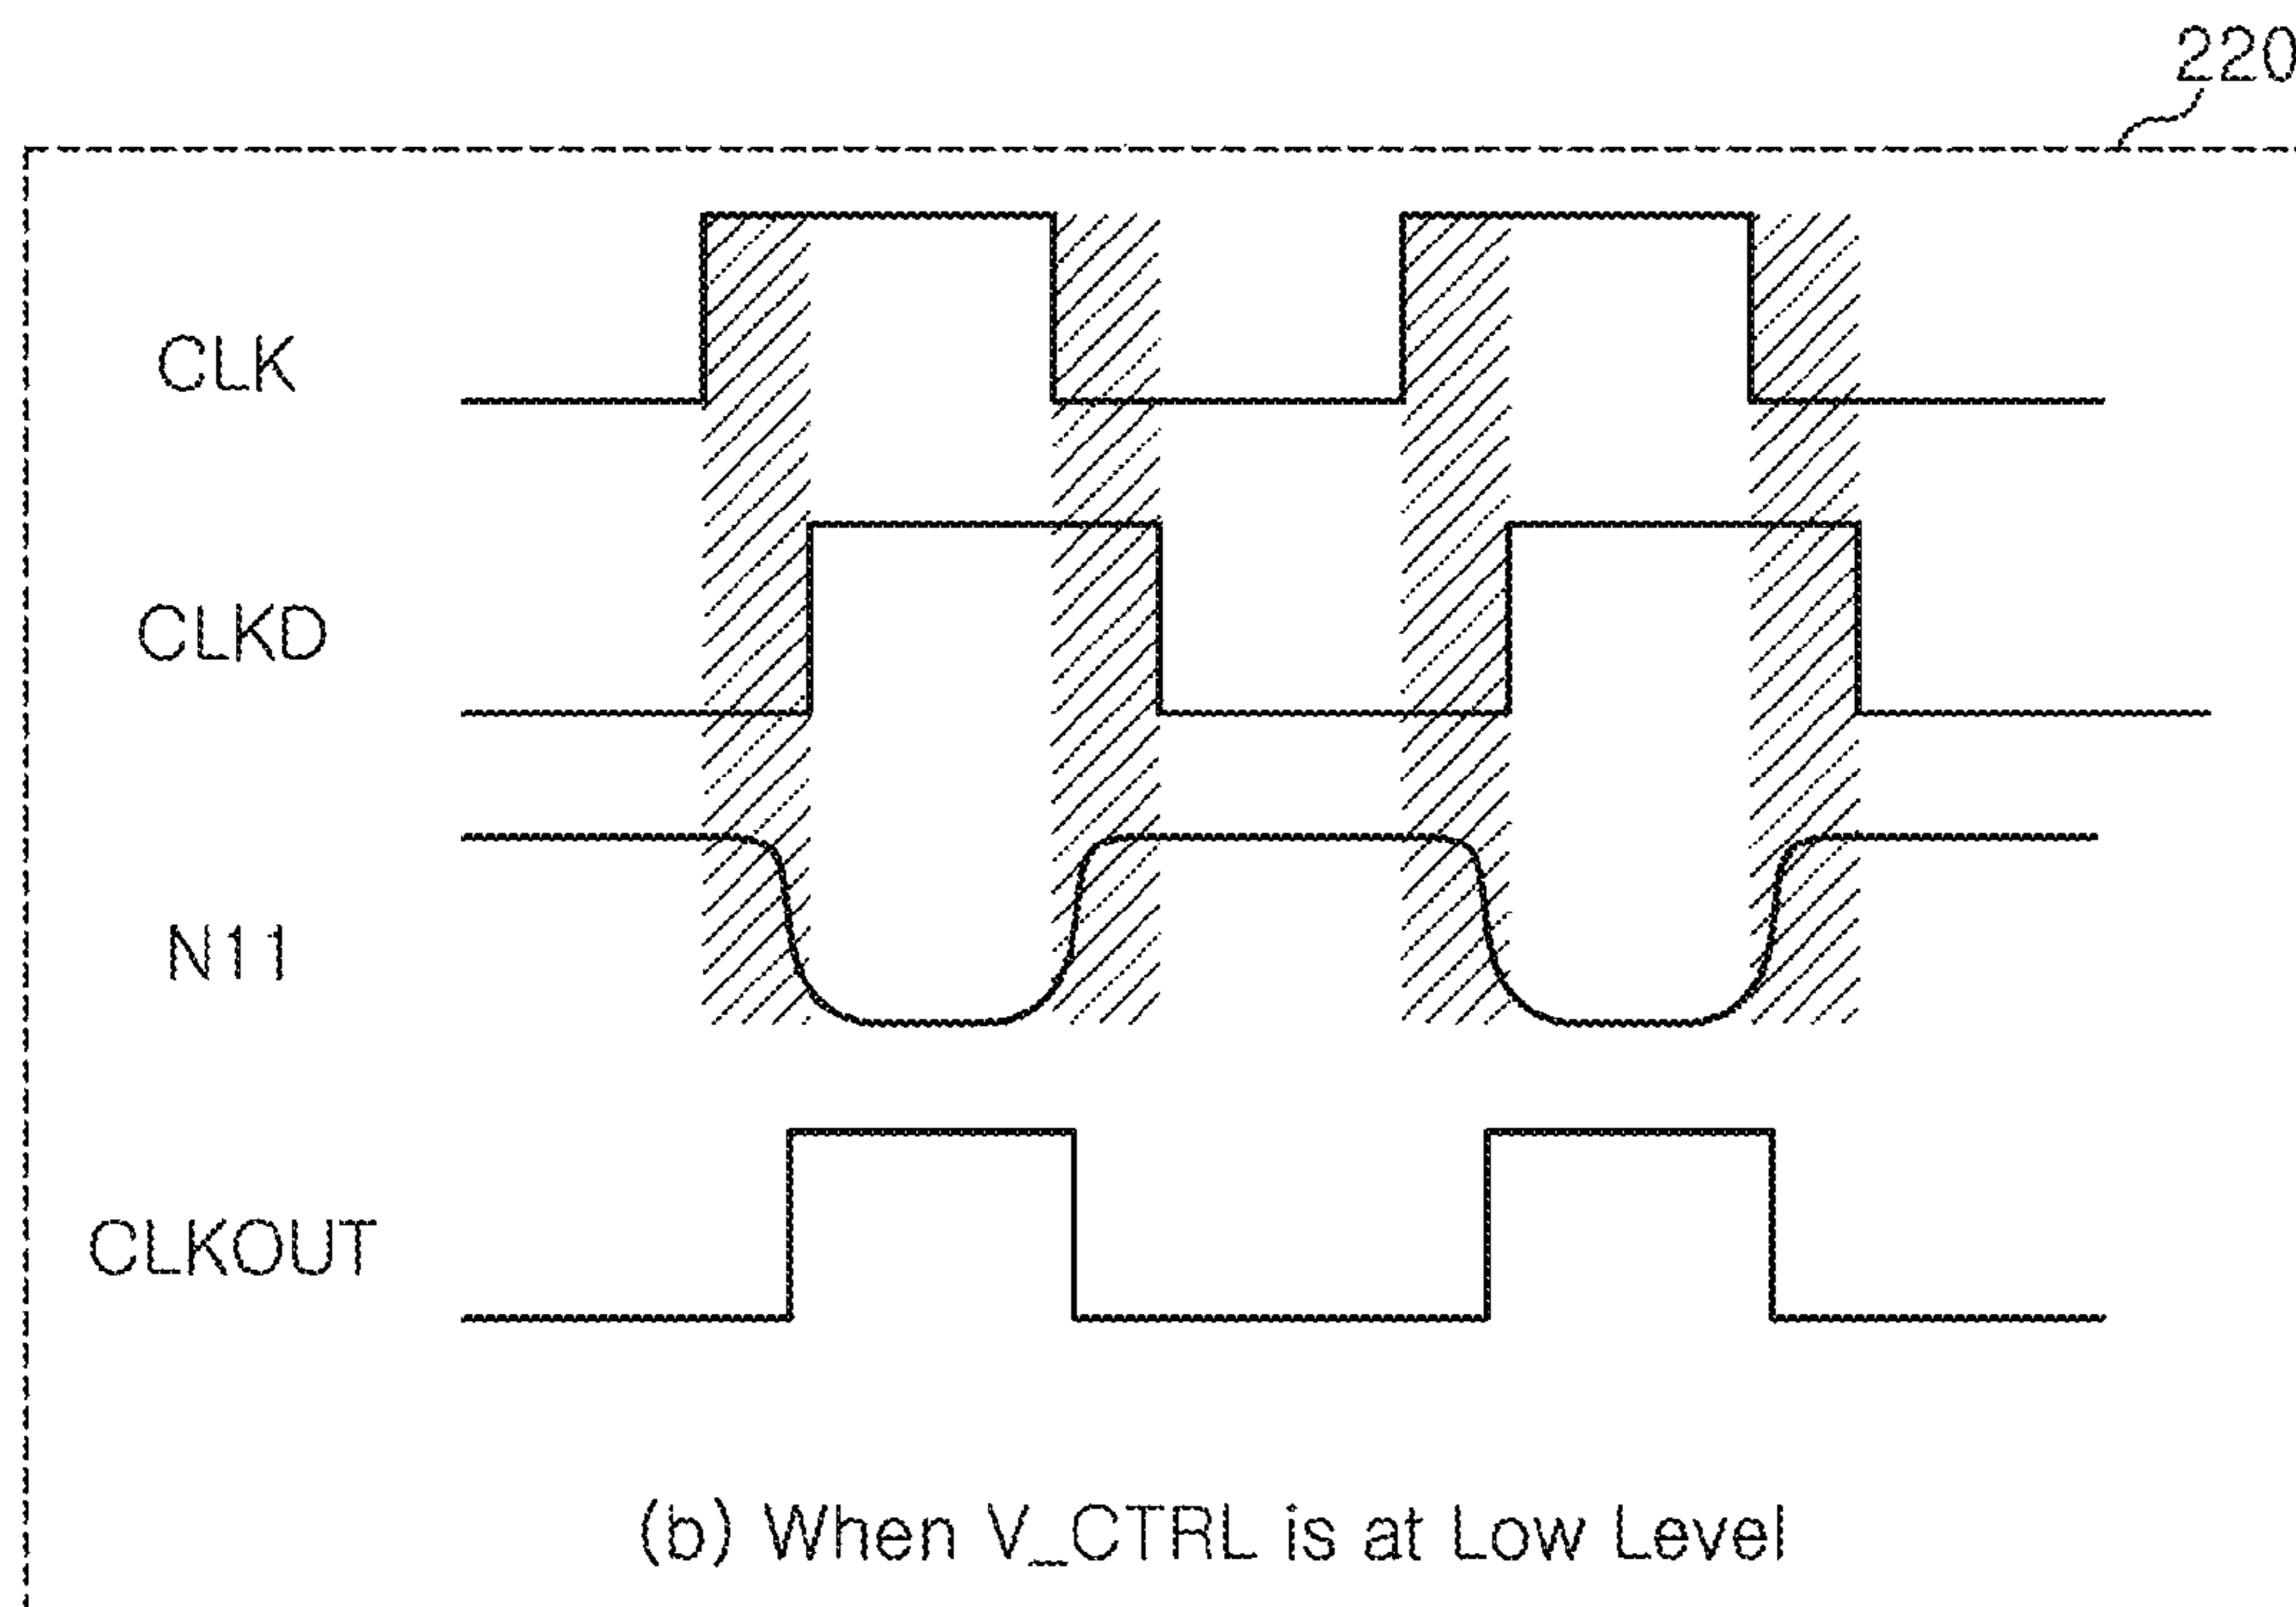 220
CLK
CLKD
N11
CLKOUT
(b) When V_CTRL is at Low Level